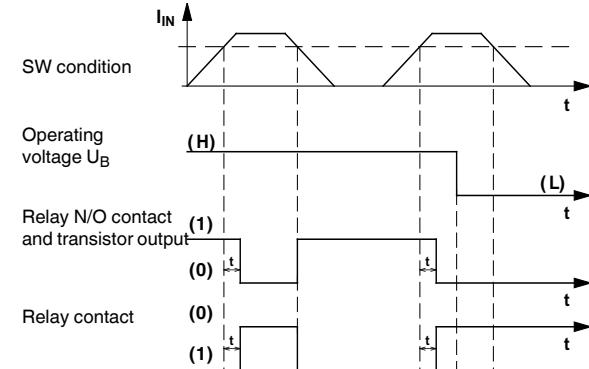 I_IN
SW condition
t
Operating
voltage U_B
(H)
(L)
t
Relay N/O contact
and transistor output
(1)
(0)
t
t
t
Relay contact
(0)
(1)
t
t
t